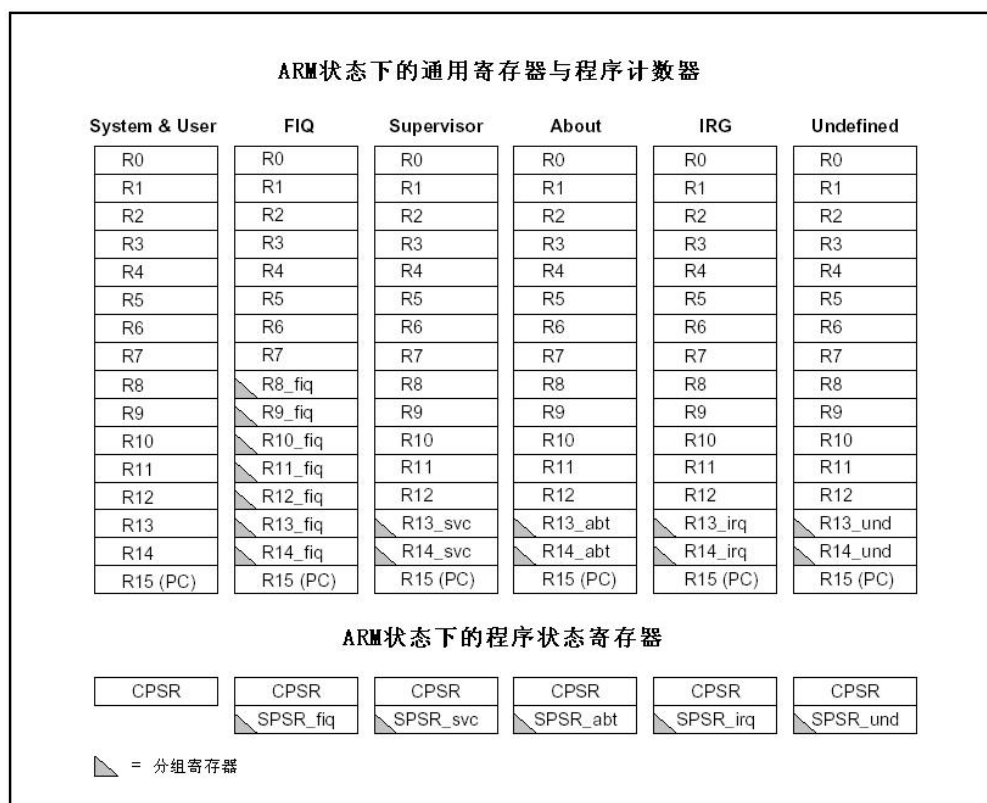 ARM状态下的通用寄存器与程序计数器
System & User FIQ Supervisor About IRG Undefined
R0 R0 R0 R0 R0 R0
R1 R1 R1 R1 R1 R1
R2 R2 R2 R2 R2 R2
R3 R3 R3 R3 R3 R3
R4 R4 R4 R4 R4 R4
R5 R5 R5 R5 R5 R5
R6 R6 R6 R6 R6 R6
R7 R7 R7 R7 R7 R7
R8 R8_fiq R8 R8 R8 R8
R9 R9_fiq R9 R9 R9 R9
R10 R10_fiq R10 R10 R10 R10
R11 R11_fiq R11 R11 R11 R11
R12 R12_fiq R12 R12 R12 R12
R13 R13_fiq R13_svc R13_abt R13_irq R13_und
R14 R14_fiq R14_svc R14_abt R14_irq R14_und
R15 (PC) R15 (PC) R15 (PC) R15 (PC) R15 (PC) R15 (PC)
ARM状态下的程序状态寄存器
CPSR CPSR CPSR CPSR CPSR CPSR
SPSR_fiq SPSR_svc SPSR_abt SPSR_irq SPSR_und
= 分组寄存器